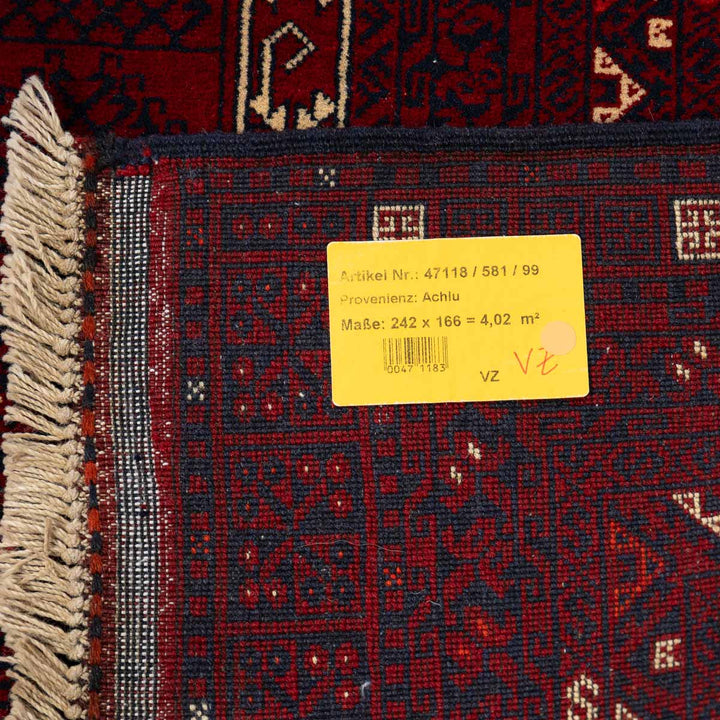 Artikel Nr.: 47118 / 581 / 99
Provenienz: Achlu
Maße: 242 x 166 = 4,02 m²
0047 1183
VZ
VZ